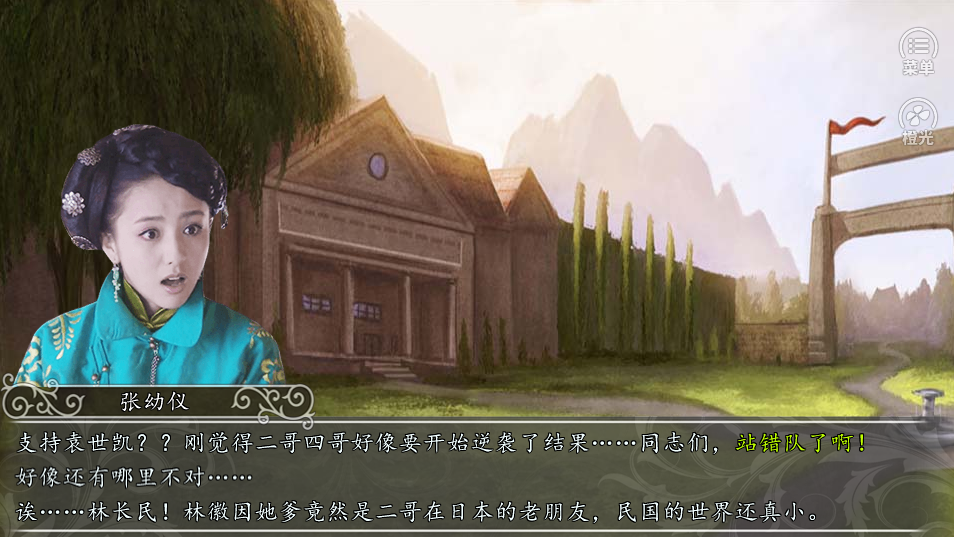 菜单
橙光
张幼仪
支持袁世凯？？刚觉得二哥四哥好像要开始逆袭了结果……同志们，站错队了啊！
好像还有哪里不对……
诶……林长民！林徽因她爹竟然是二哥在日本的老朋友，民国的世界还真小。